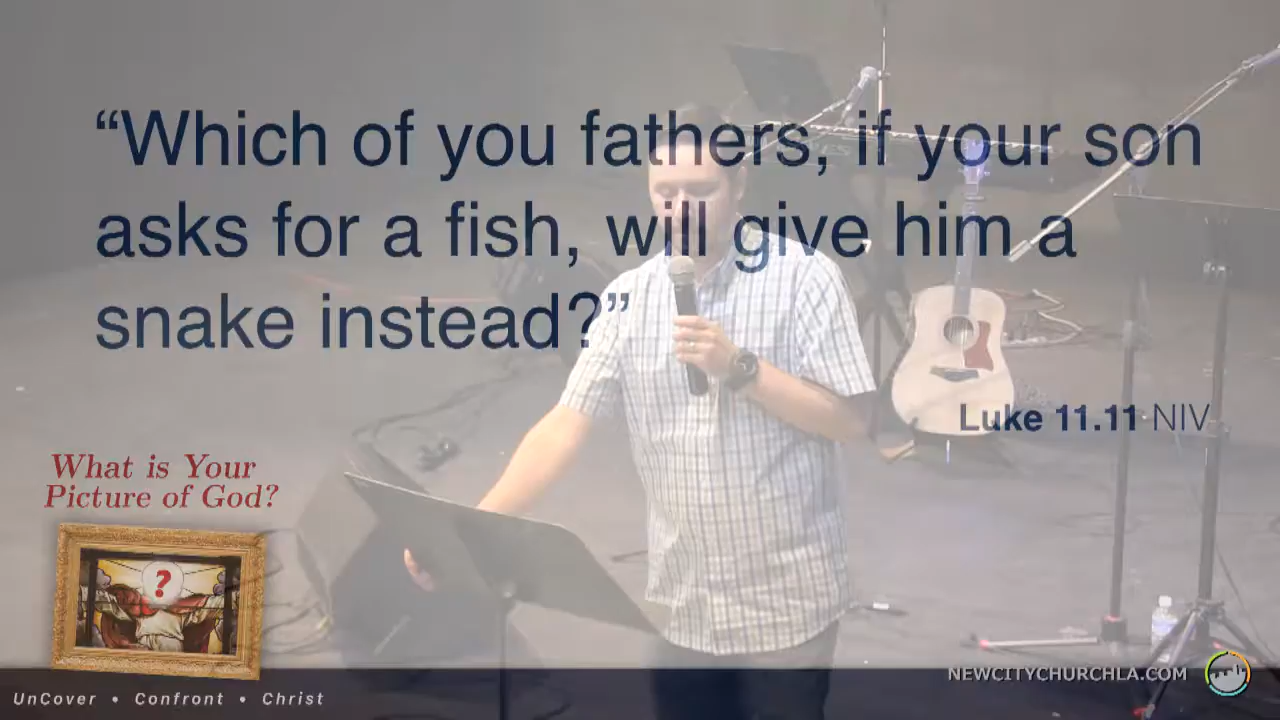 “Which of you fathers, if your son
asks for a fish, will give him a
snake instead?”
Luke 11.11 NIV
What is Your
Picture of God?
?
UnCover • Confront • Christ
NEWCITYCHURCHLA.COM